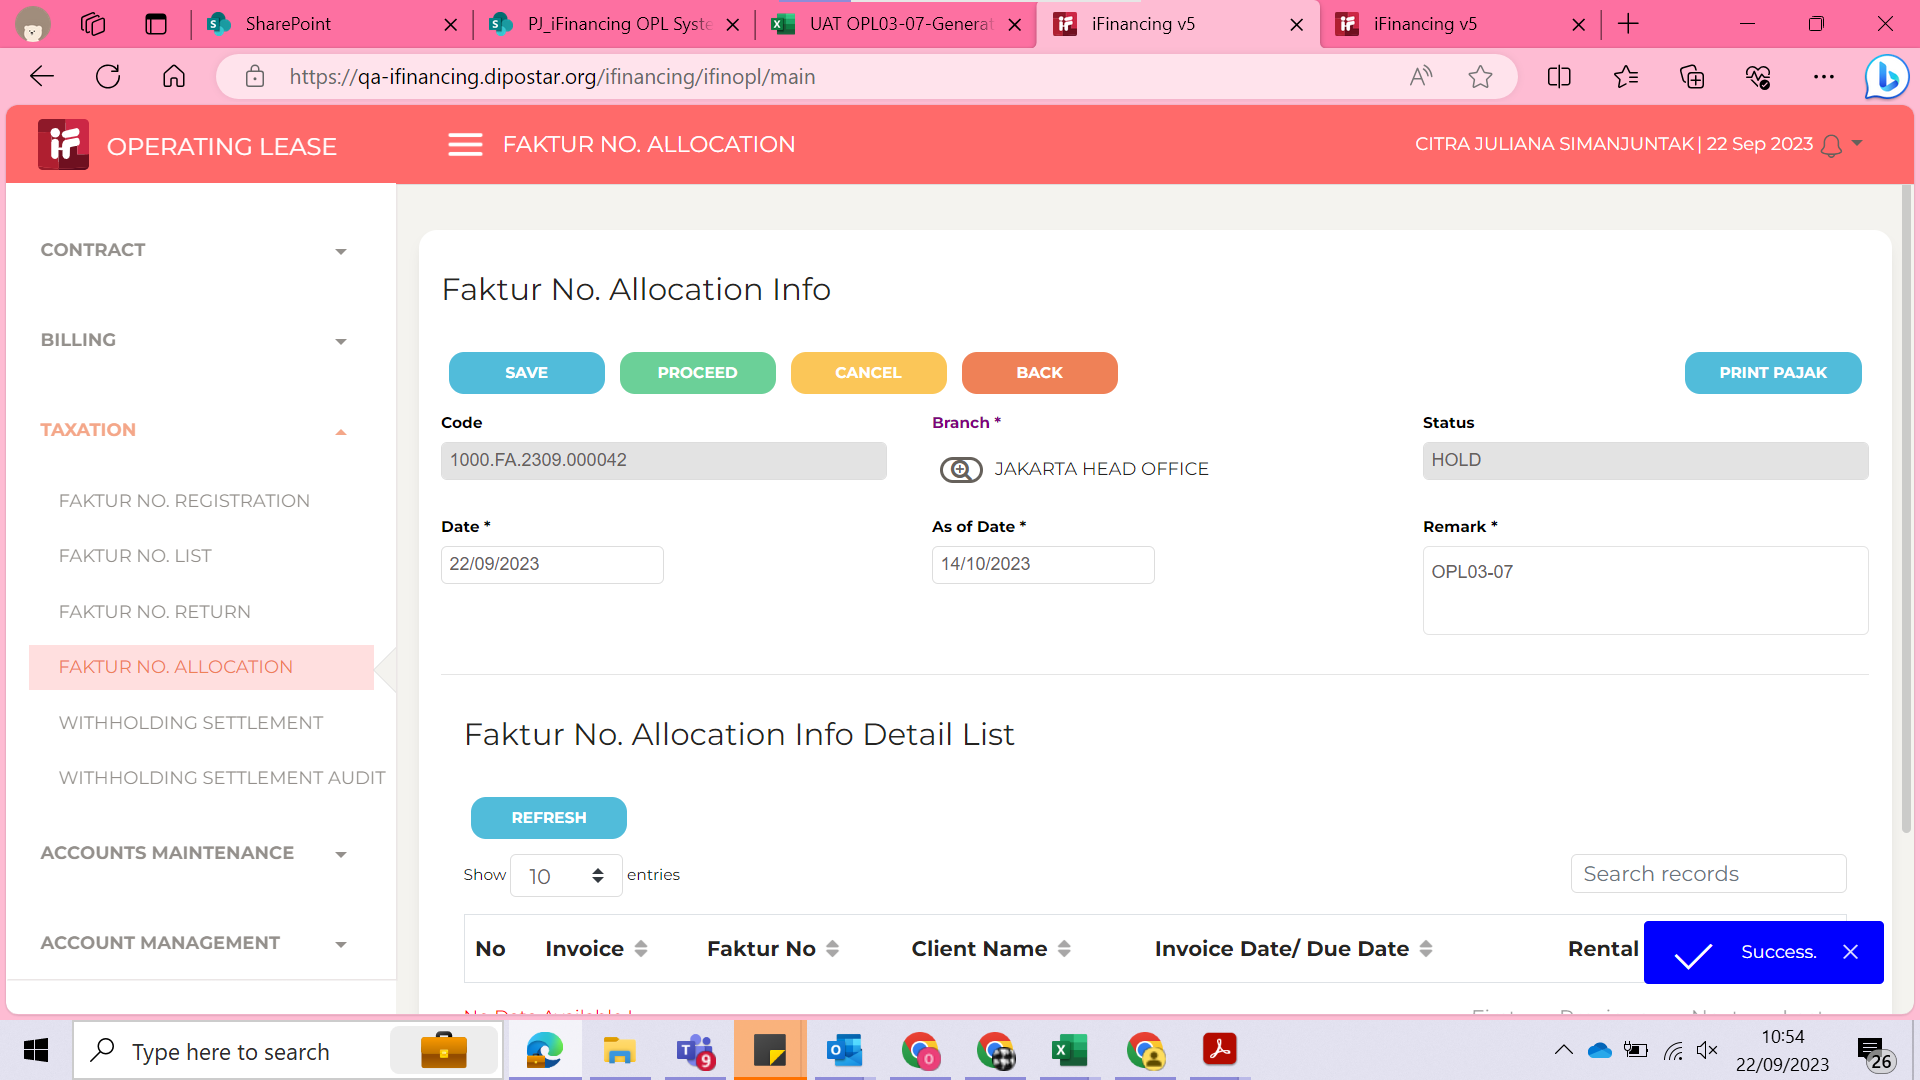 SharePoint
PJ_iFinancing OPL Syste
UAT OPL03-07-Generat
iFinancing v5
iFinancing v5
https://qa-ifinancing.dipostar.org/ifinancing/ifinopl/main
iF OPERATING LEASE
FAKTUR NO. ALLOCATION
CITRA JULIANA SIMANJUNTAK | 22 Sep 2023
CONTRACT
BILLING
TAXATION
FAKTUR NO. REGISTRATION
FAKTUR NO. LIST
FAKTUR NO. RETURN
FAKTUR NO. ALLOCATION
WITHHOLDING SETTLEMENT
WITHHOLDING SETTLEMENT AUDIT
ACCOUNTS MAINTENANCE
ACCOUNT MANAGEMENT
Faktur No. Allocation Info
SAVE PROCEED CANCEL BACK PRINT PAJAK
Code Branch * Status
1000.FA.2309.000042 JAKARTA HEAD OFFICE HOLD
Date * As of Date * Remark *
22/09/2023 14/10/2023 OPL03-07
Faktur No. Allocation Info Detail List
REFRESH
Show 10 entries Search records
No Invoice Faktur No Client Name Invoice Date/ Due Date Rental
Success.
Type here to search
9
10:54
22/09/2023
26